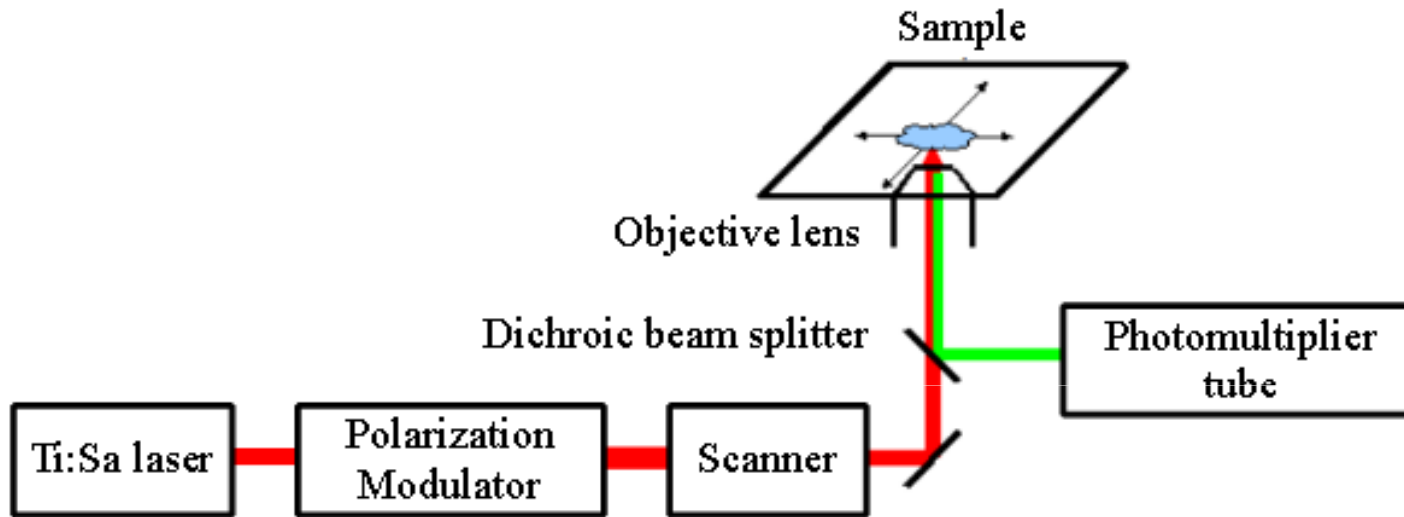 Sample
Objective lens
Dichroic beam splitter
Photomultiplier
tube
Ti:Sa laser
Polarization
Modulator
Scanner